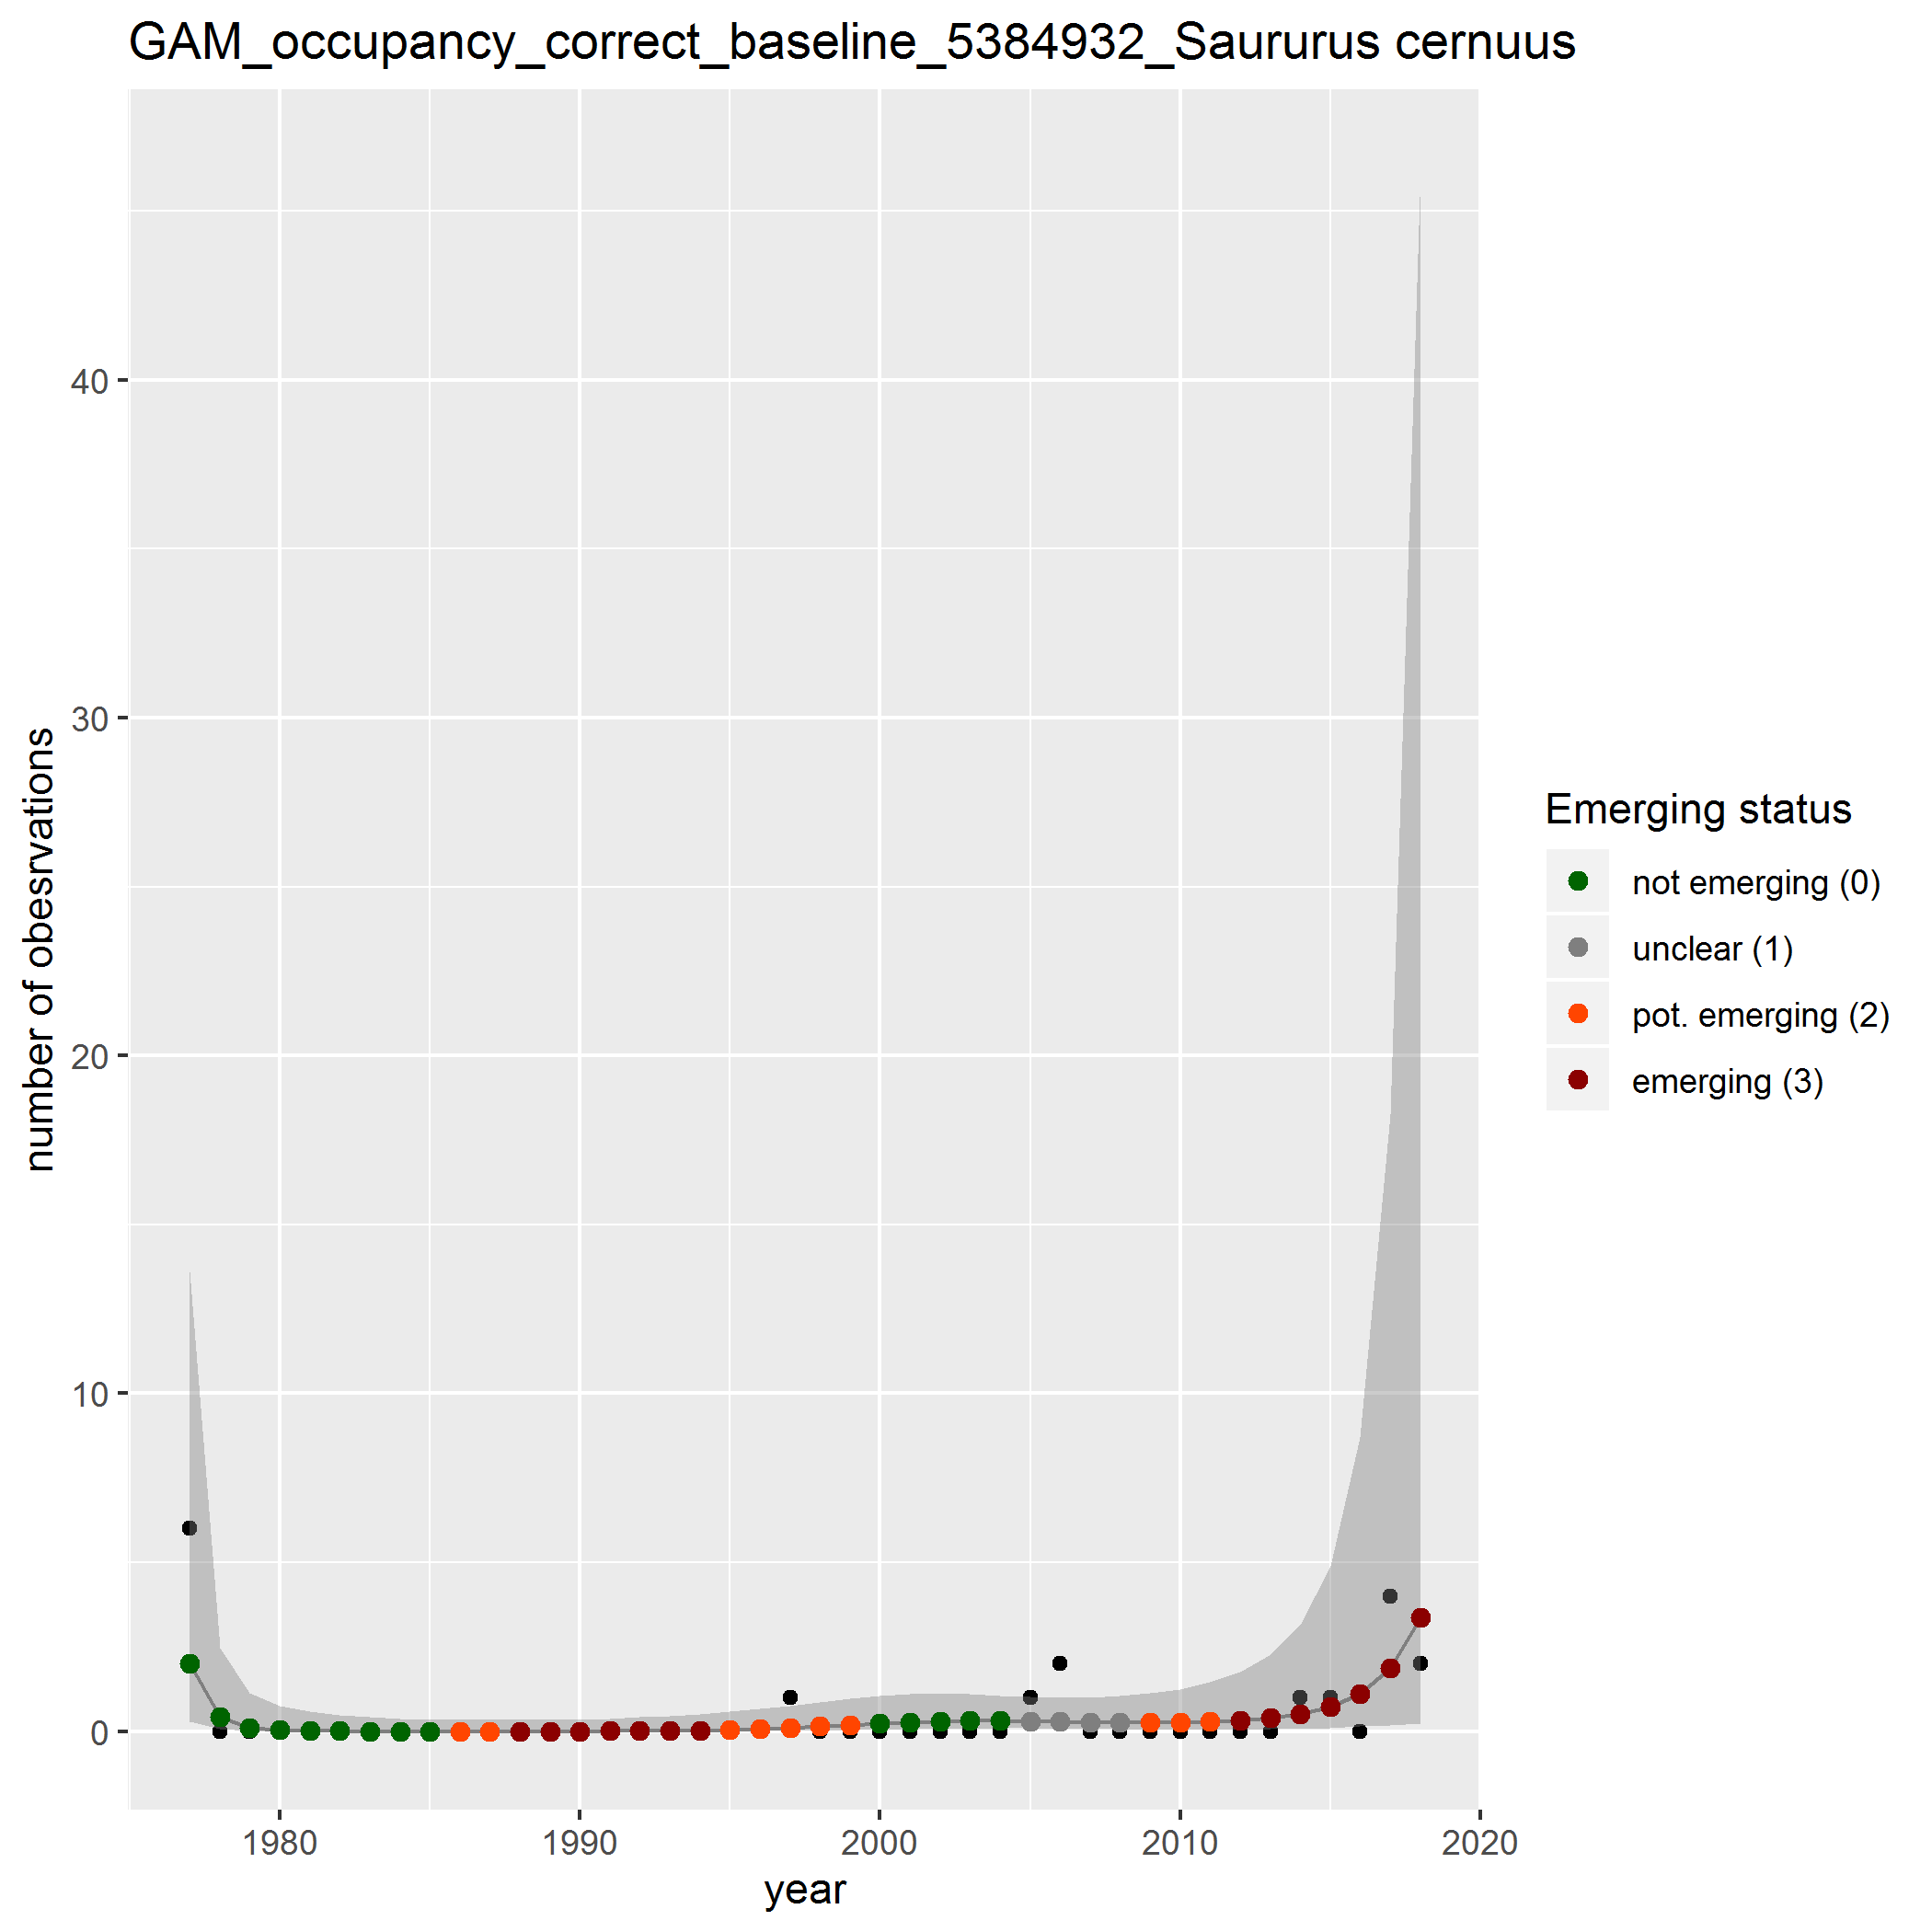 GAM_occupancy_correct_baseline_5384932_Saururus cernuus
number of obesrvations
40
30
20
10
0
1980
1990
2000
2010
2020
year
Emerging status
not emerging (0)
unclear (1)
pot. emerging (2)
emerging (3)